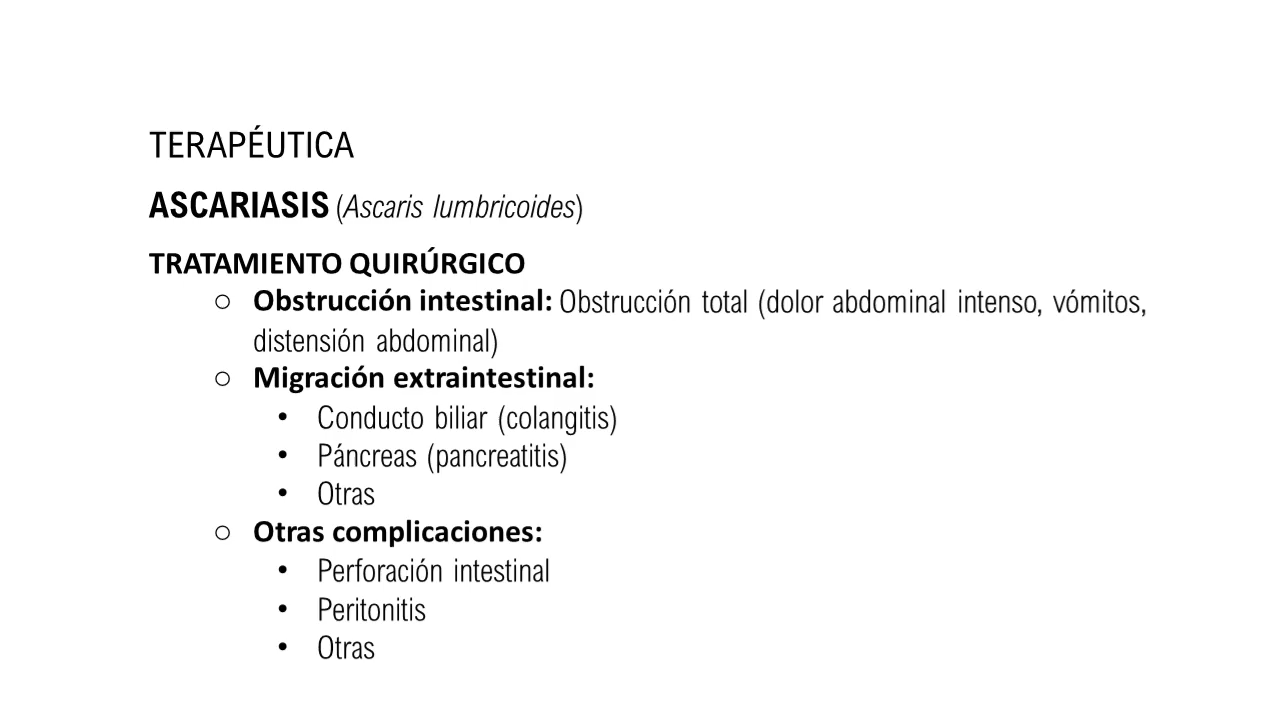 TERAPÉUTICA
ASCARIASIS (Ascaris lumbricoides)
TRATAMIENTO QUIRÚRGICO
○ Obstrucción intestinal: Obstrucción total (dolor abdominal intenso, vómitos,
distensión abdominal)
○ Migración extraintestinal:
• Conducto biliar (colangitis)
• Páncreas (pancreatitis)
• Otras
○ Otras complicaciones:
• Perforación intestinal
• Peritonitis
• Otras